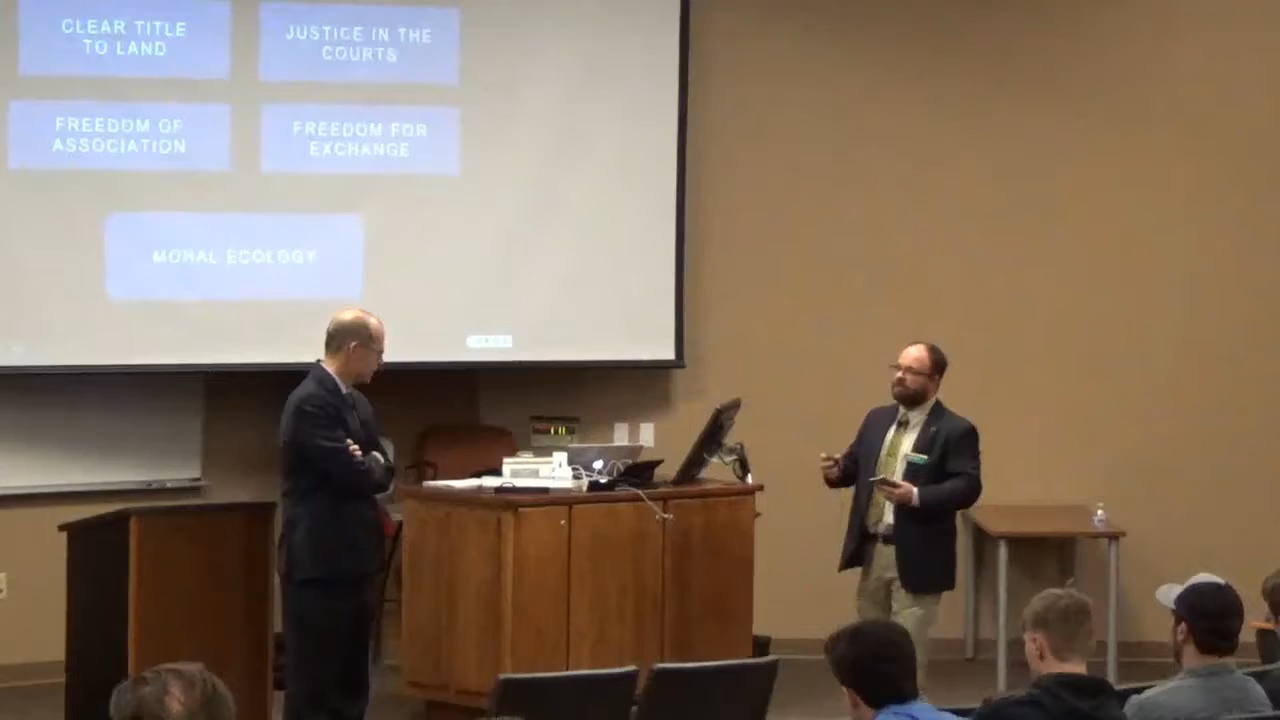 CLEAR TITLE
TO LAND
JUSTICE IN THE
COURTS
FREEDOM OF
ASSOCIATION
FREEDOM FOR
EXCHANGE
MORAL ECOLOGY